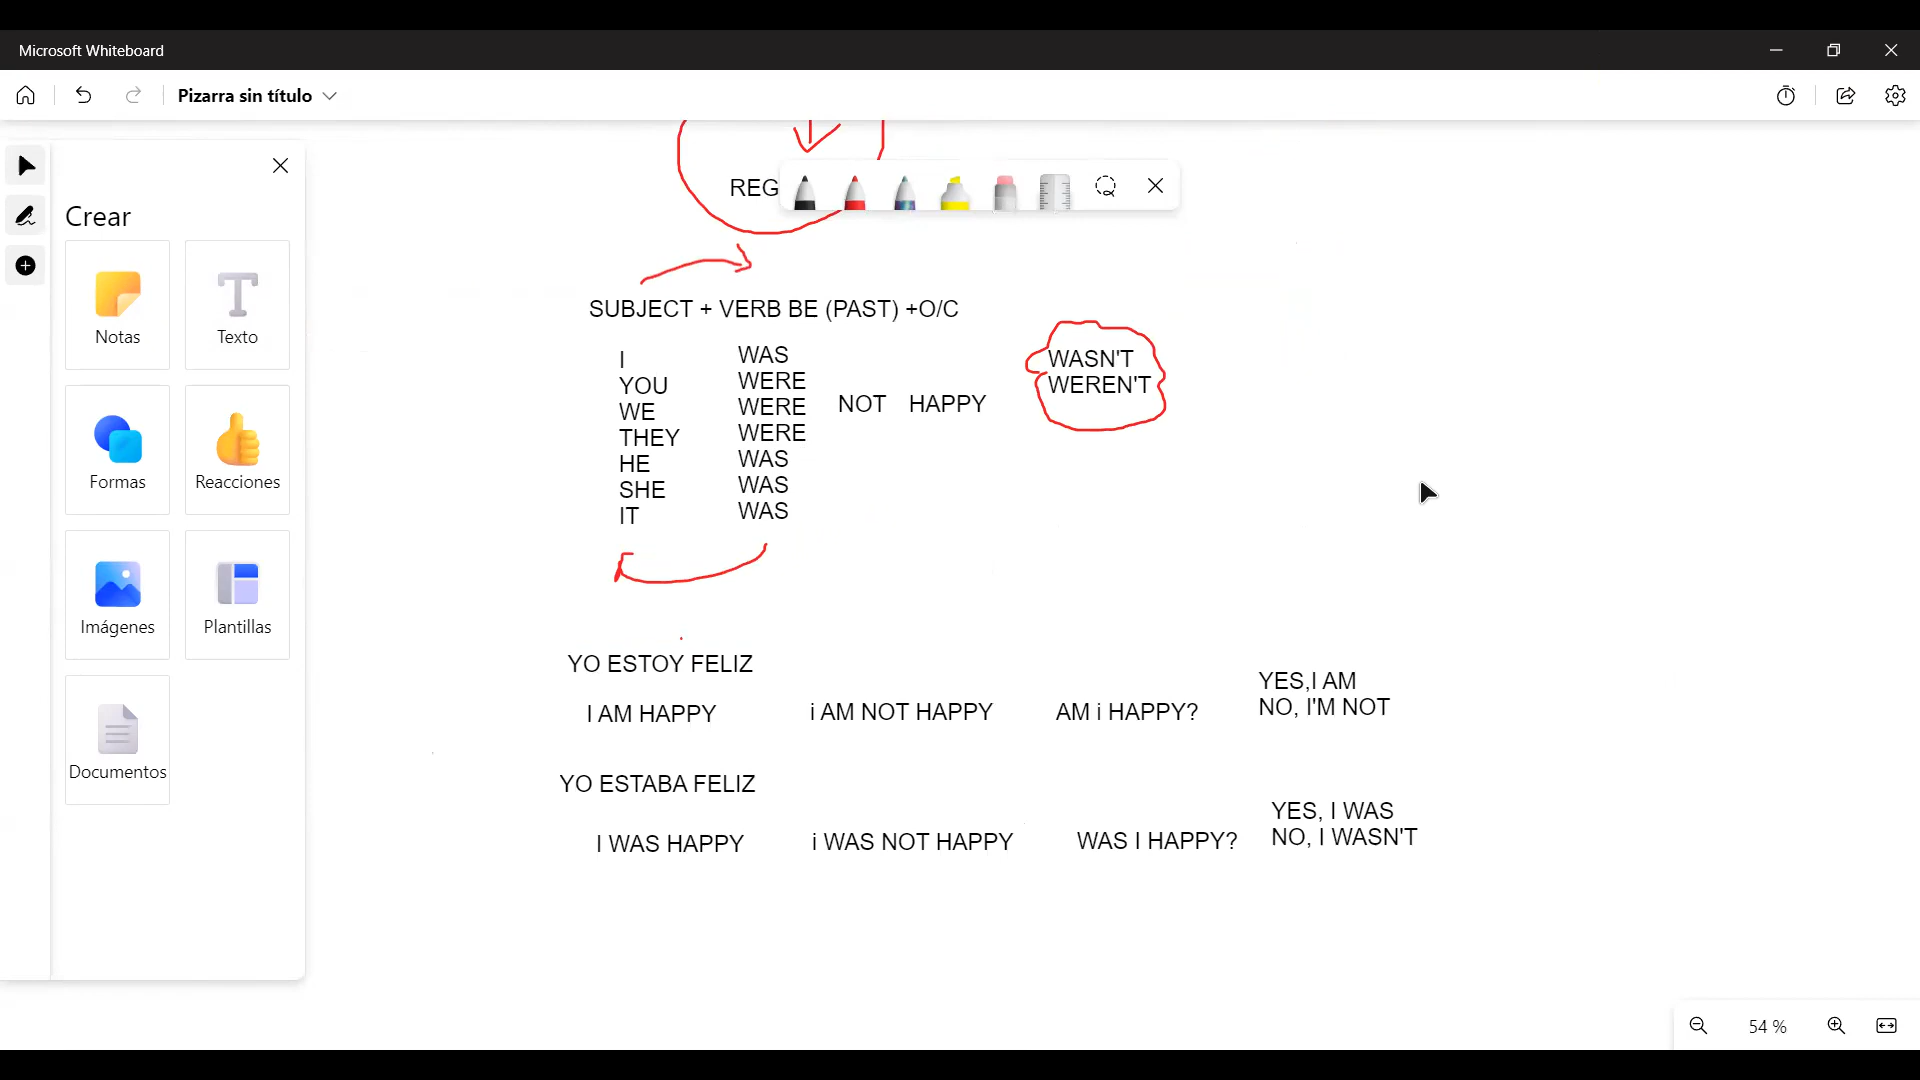 Microsoft Whiteboard
Pizarra sin título
Crear
Notas
Texto
Formas
Reacciones
Imágenes
Plantillas
Documentos
REG
SUBJECT + VERB BE (PAST) +O/C
I
YOU
WE
THEY
HE
SHE
IT
WAS
WERE
WERE
WERE
WAS
WAS
WAS
NOT HAPPY
WASN'T
WEREN'T
YO ESTOY FELIZ
I AM HAPPY
i AM NOT HAPPY
AM i HAPPY?
YES,I AM
NO, I'M NOT
YO ESTABA FELIZ
I WAS HAPPY
i WAS NOT HAPPY
WAS I HAPPY?
YES, I WAS
NO, I WASN'T
54 %